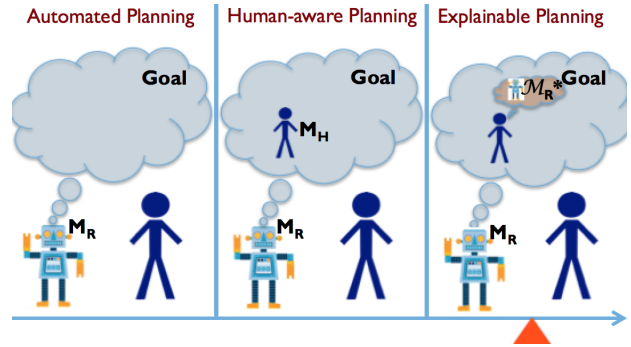 Automated Planning
Human-aware Planning
Explainable Planning
Goal
M_R
Goal
M_H
M_R
ℳ_R* Goal
M_R